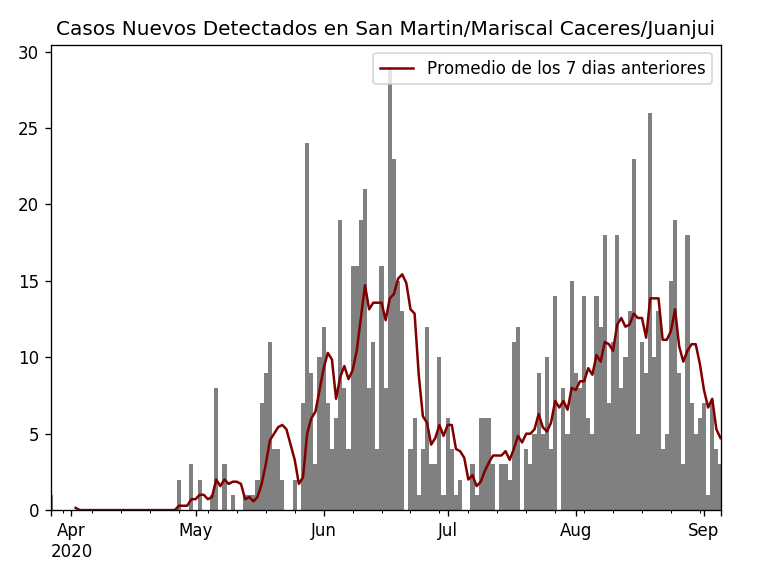 Casos Nuevos Detectados en San Martin/Mariscal Caceres/Juanjui
Promedio de los 7 dias anteriores
30
25
20
15
10
5
0
Apr
2020
May
Jun
Jul
Aug
Sep